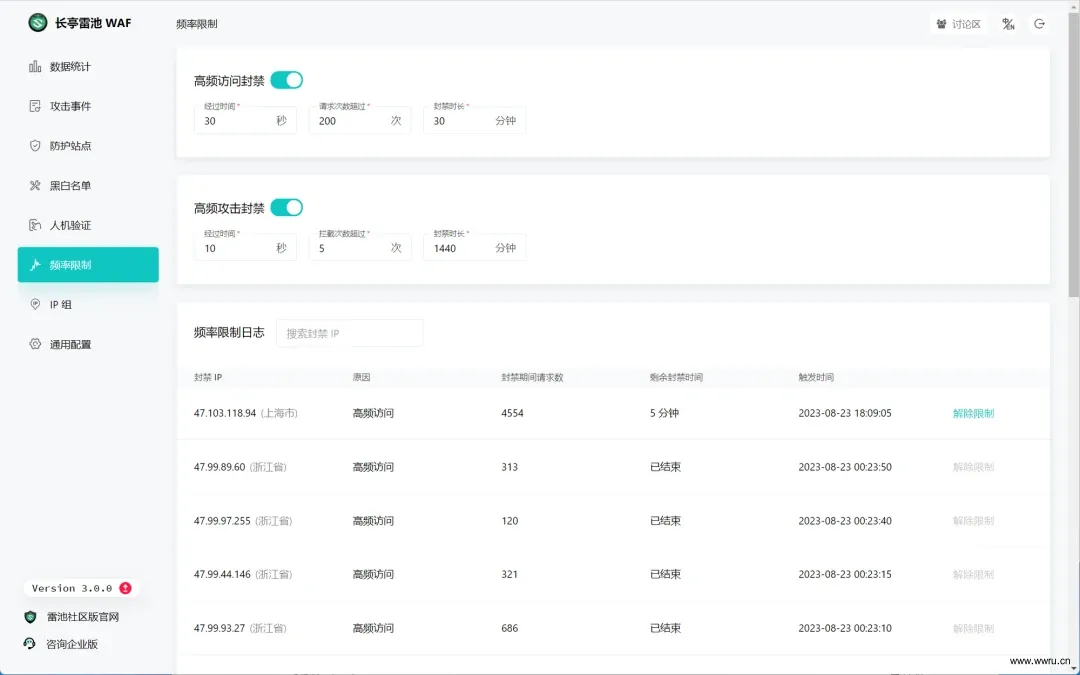 长亭雷池 WAF
频率限制
讨论区
数据统计
攻击事件
防护站点
黑白名单
人机验证
频率限制
IP 组
通用配置
Version 3.0.0
雷池社区版官网
咨询企业版
高频访问封禁
经过时间 * 请求次数超过 * 封禁时长 *
30 秒 200 次 30 分钟
高频攻击封禁
经过时间 * 拦截次数超过 * 封禁时长 *
10 秒 5 次 1440 分钟
频率限制日志 搜索封禁 IP
封禁 IP 原因 封禁期间请求数 剩余封禁时间 触发时间
47.103.118.94 (上海市) 高频访问 4554 5 分钟 2023-08-23 18:09:05 解除限制
47.99.89.60 (浙江省) 高频访问 313 已结束 2023-08-23 00:23:50 解除限制
47.99.97.255 (浙江省) 高频访问 120 已结束 2023-08-23 00:23:40 解除限制
47.99.44.146 (浙江省) 高频访问 321 已结束 2023-08-23 00:23:15 解除限制
47.99.93.27 (浙江省) 高频访问 686 已结束 2023-08-23 00:23:10 解除限制
www.wwru.cn